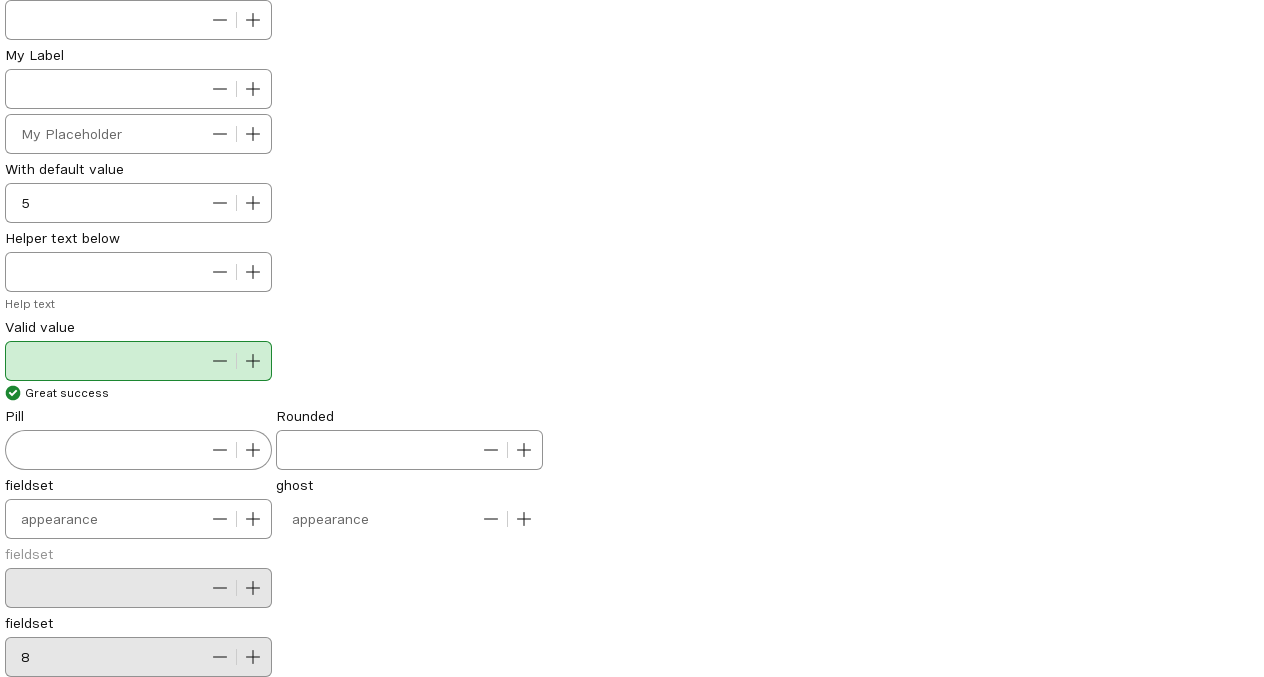 My Label
My Placeholder
With default value
5
Helper text below
Help text
Valid value
Great success
Pill
Rounded
fieldset
ghost
appearance
appearance
fieldset
fieldset
8